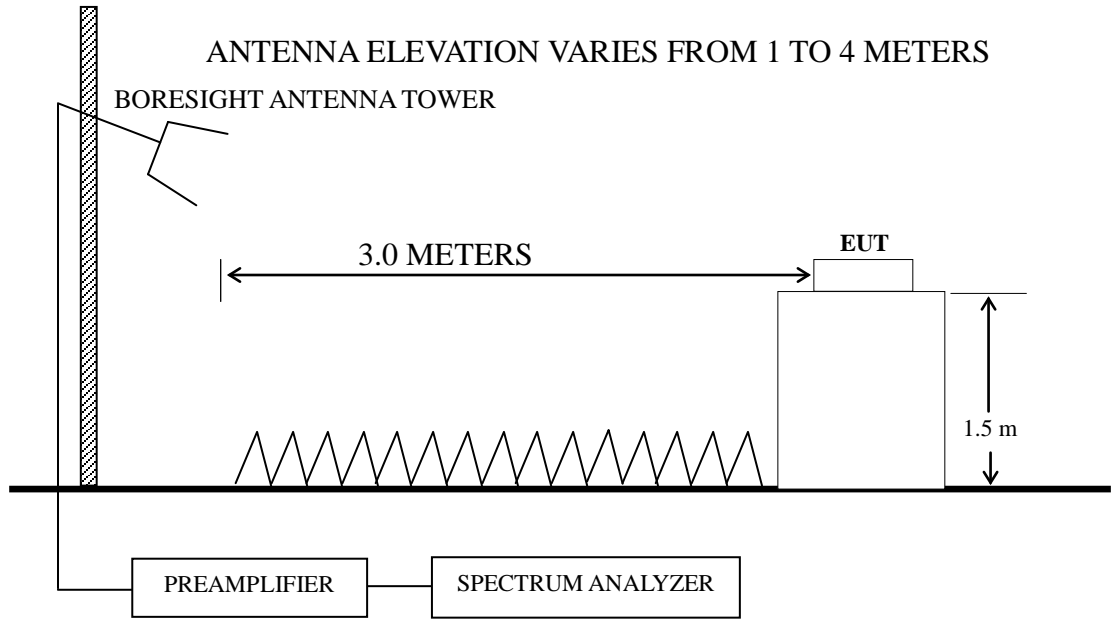 ANTENNA ELEVATION VARIES FROM 1 TO 4 METERS
BORESIGHT ANTENNA TOWER
EUT
3.0 METERS
1.5 m
PREAMPLIFIER
SPECTRUM ANALYZER